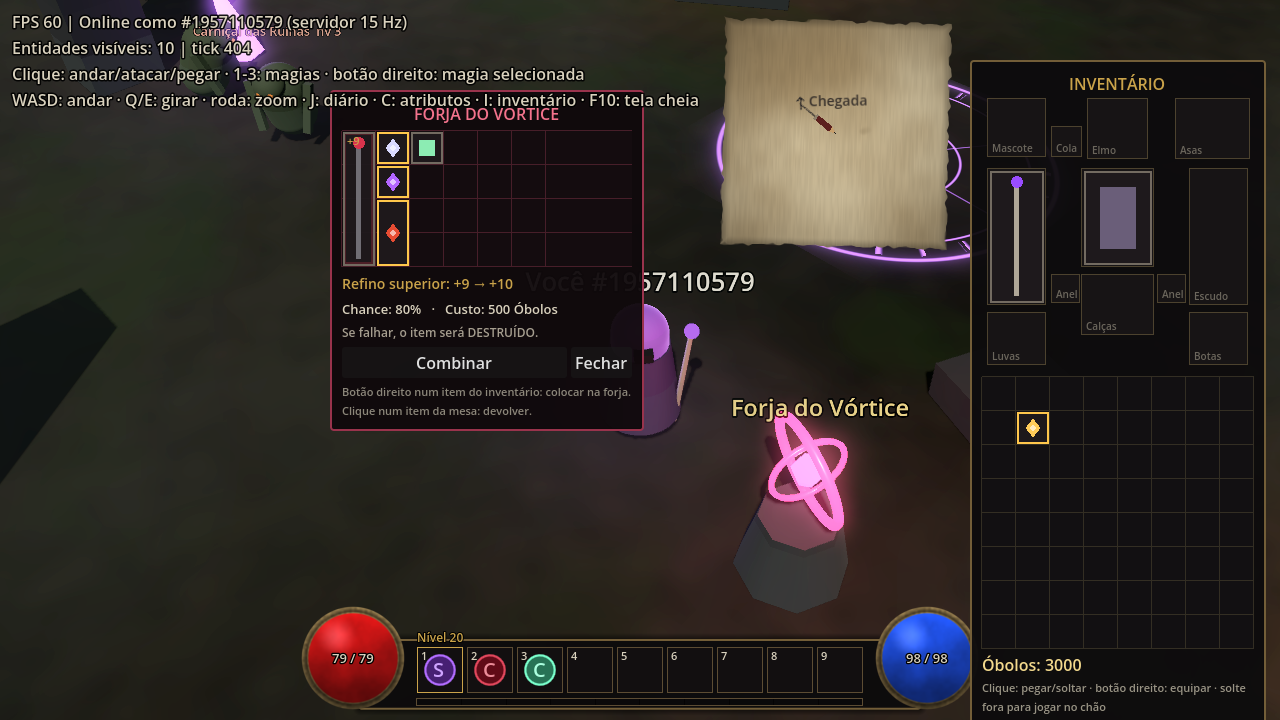 FPS 60 | Online como #1957110579 (servidor 15 Hz)
Carniçal das Ruínas nv 3
Entidades visíveis: 10 | tick 404
Clique: andar/atacar/pegar · 1-3: magias · botão direito: magia selecionada
WASD: andar · Q/E: girar · roda: zoom · J: diário · C: atributos · I: inventário · F10: tela cheia
FORJA DO VÓRTICE
+9
Refino superior: +9 → +10
Chance: 80% · Custo: 500 Óbolos
Se falhar, o item será DESTRUÍDO.
Combinar
Fechar
Botão direito num item do inventário: colocar na forja.
Clique num item da mesa: devolver.
Chegada
Você #1957110579
Forja do Vórtice
INVENTÁRIO
Mascote
Cola
Elmo
Asas
Anel
Anel
Escudo
Calças
Luvas
Botas
Óbolos: 3000
Clique: pegar/soltar · botão direito: equipar · solte
fora para jogar no chão
79 / 79
Nível 20
1
S
2
C
3
C
4
5
6
7
8
9
98 / 98